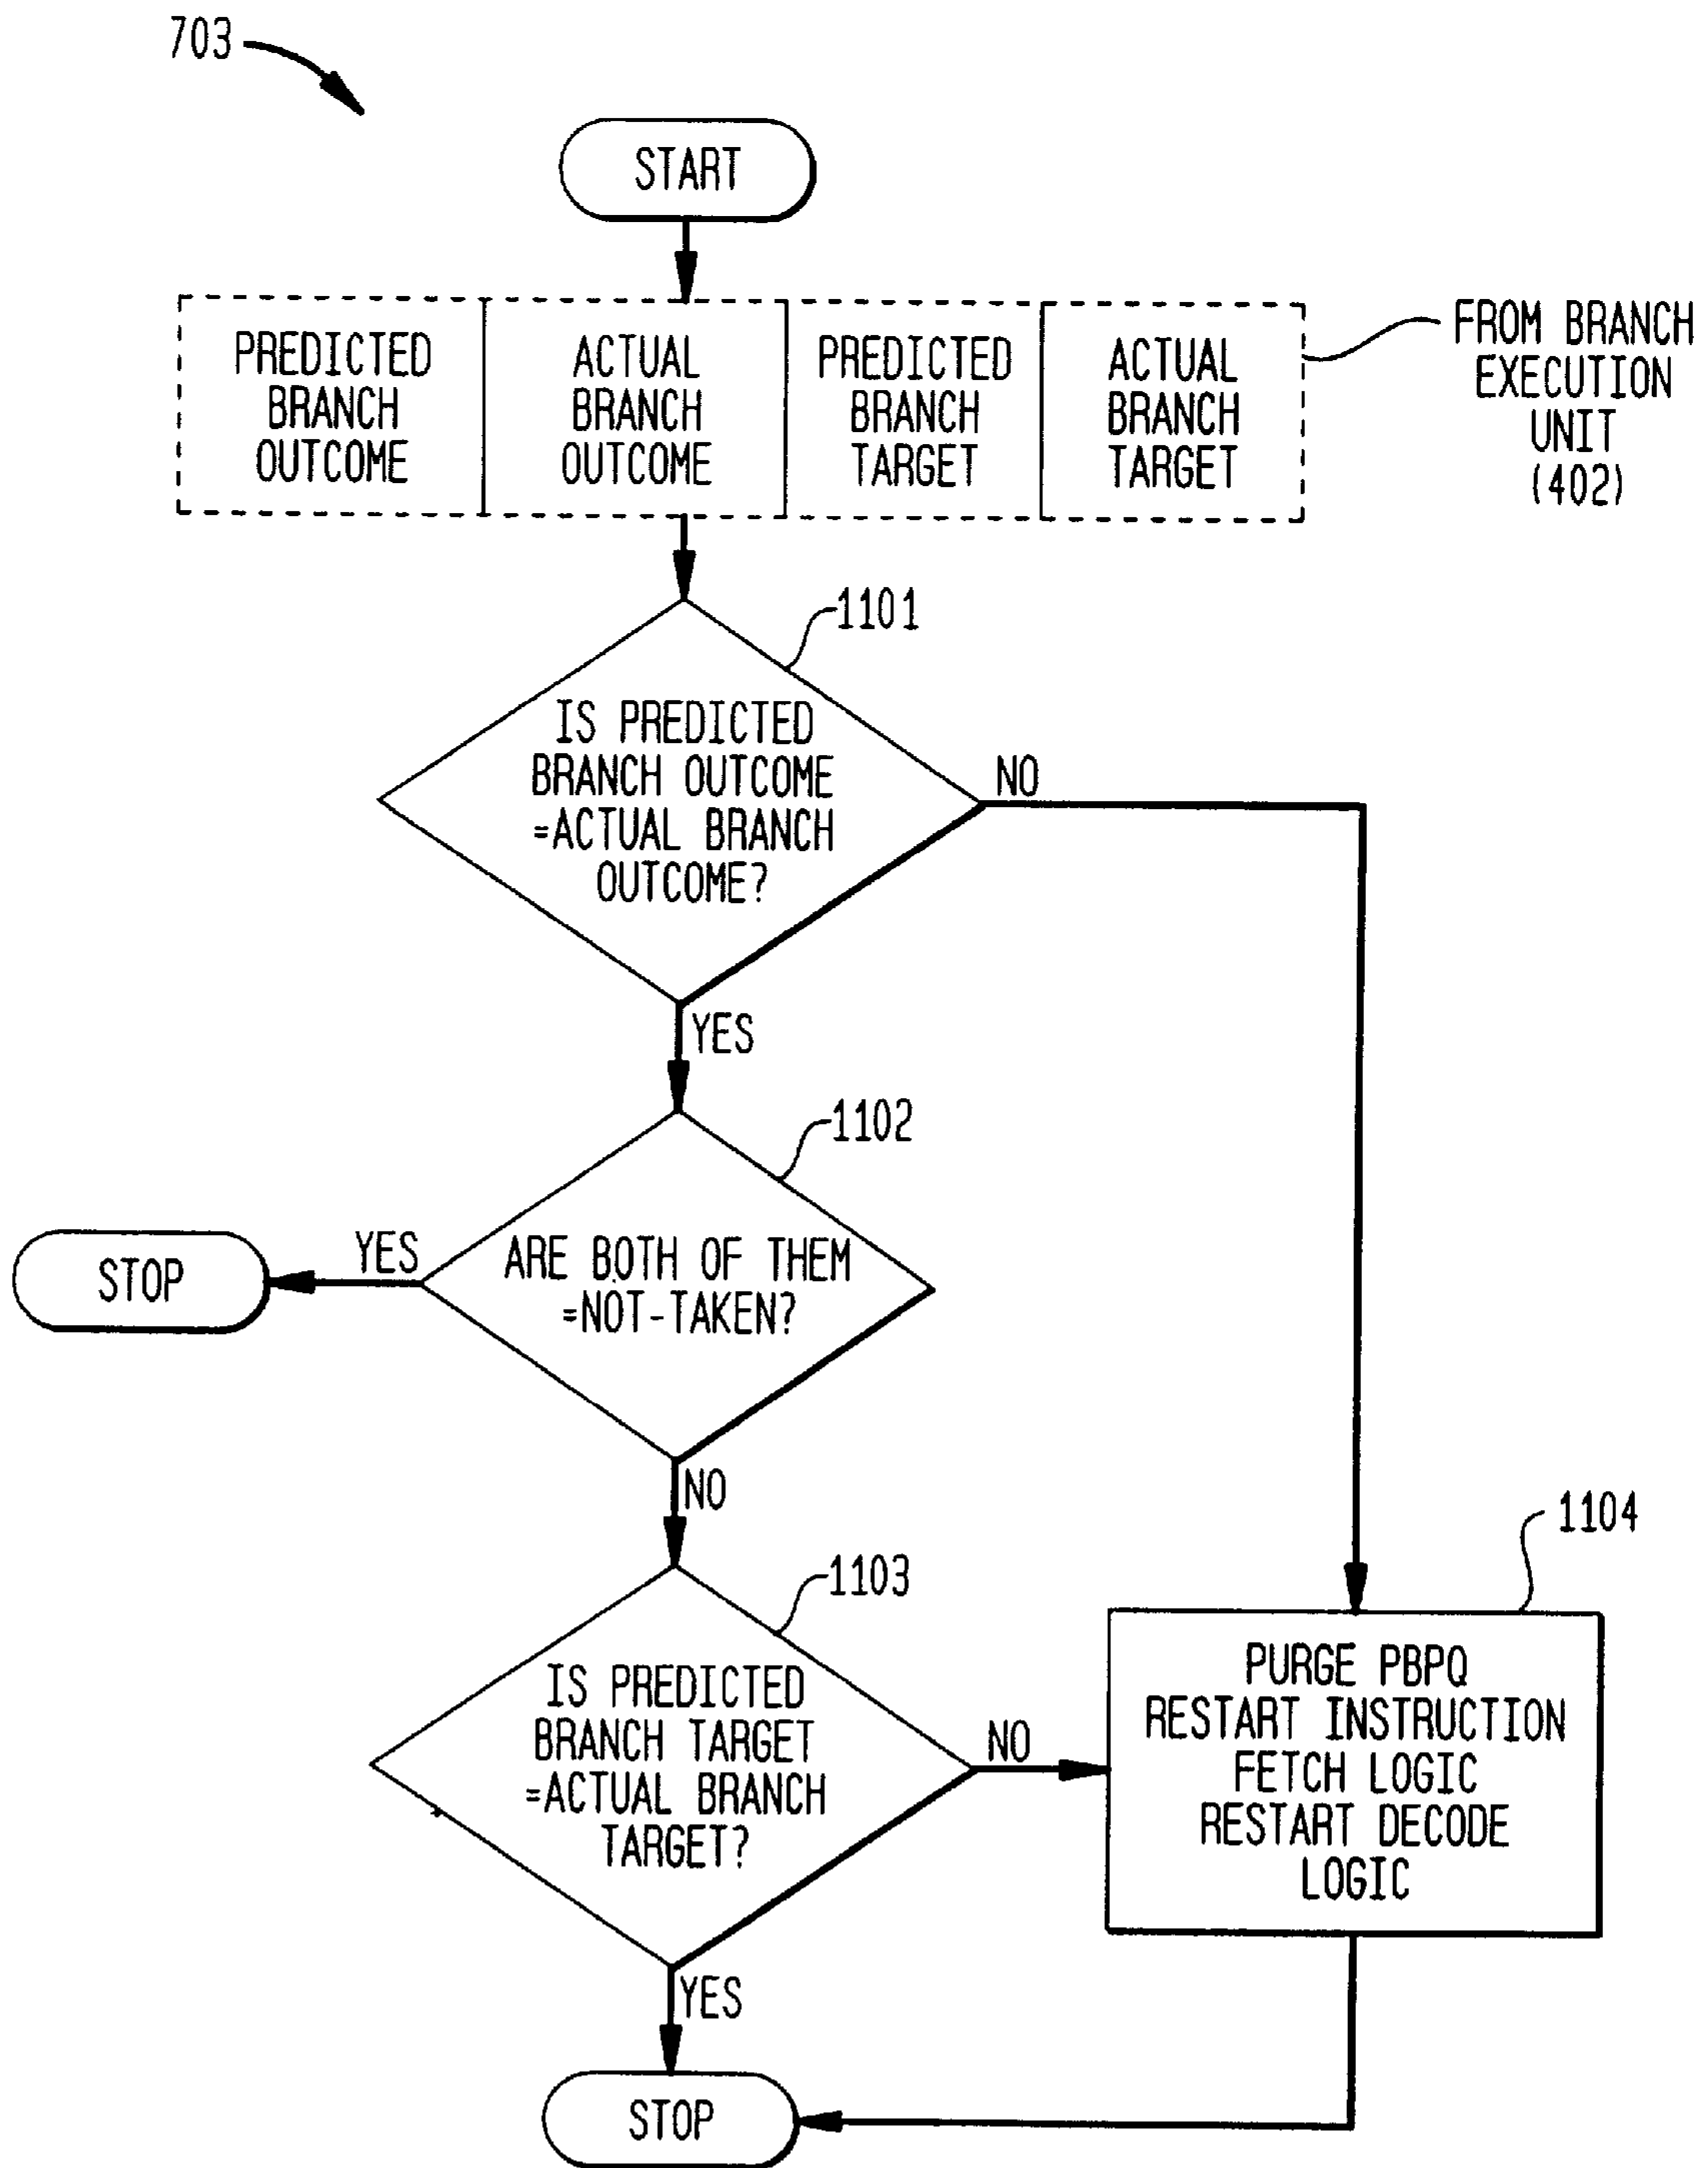 703
START
PREDICTED
BRANCH
OUTCOME
ACTUAL
BRANCH
OUTCOME
PREDICTED
BRANCH
TARGET
ACTUAL
BRANCH
TARGET
FROM BRANCH
EXECUTION
UNIT
(402)
1101
IS PREDICTED
BRANCH OUTCOME
=ACTUAL BRANCH
OUTCOME?
NO
YES
1102
ARE BOTH OF THEM
=NOT-TAKEN?
YES
STOP
NO
1103
IS PREDICTED
BRANCH TARGET
=ACTUAL BRANCH
TARGET?
NO
1104
PURGE PBPQ
RESTART INSTRUCTION
FETCH LOGIC
RESTART DECODE
LOGIC
YES
STOP